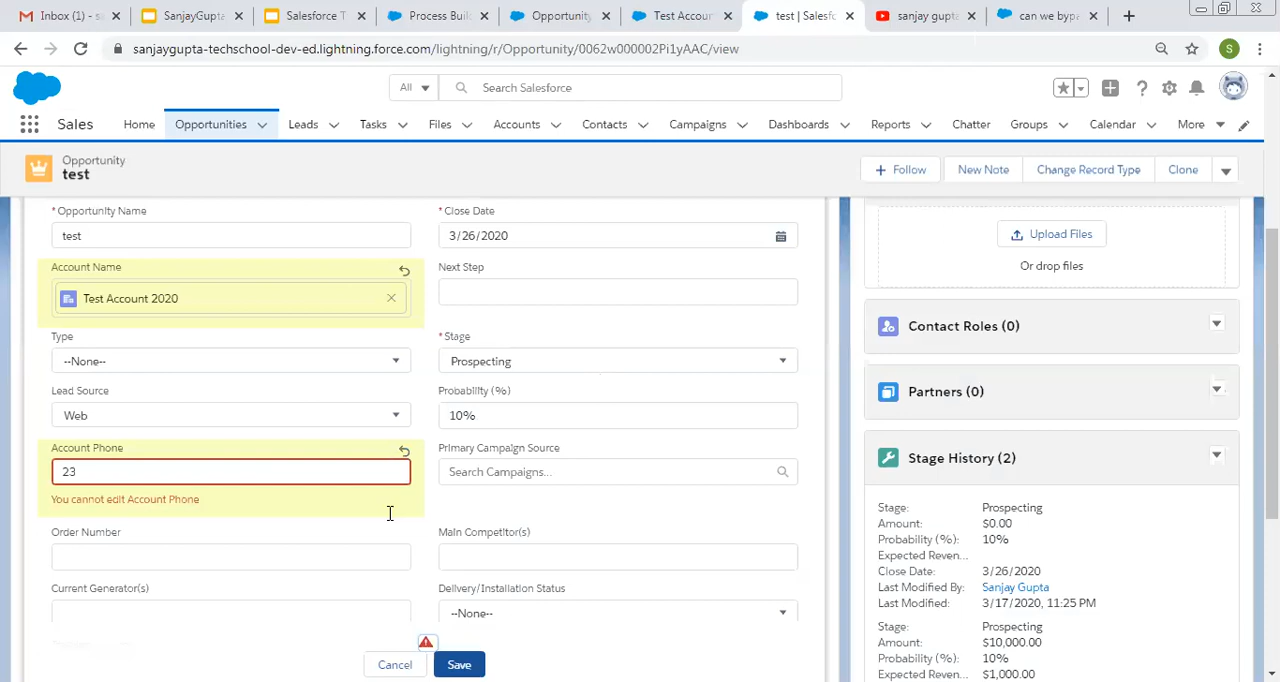 Inbox (1) - s
SanjayGupta
Salesforce T
Process Buil
Opportunity
Test Accoun
test | Salesf
sanjay gupta
can we byp
sanjaygupta-techschool-dev-ed.lightning.force.com/lightning/r/Opportunity/0062w000002Pi1yAAC/view
S
All
Search Salesforce
Sales
Home
Opportunities
Leads
Tasks
Files
Accounts
Contacts
Campaigns
Dashboards
Reports
Chatter
Groups
Calendar
More
Opportunity
test
+ Follow
New Note
Change Record Type
Clone
*Opportunity Name
test
*Close Date
3/26/2020
Account Name
Test Account 2020
Next Step
Type
--None--
*Stage
Prospecting
Lead Source
Web
Probability (%)
10%
Account Phone
23
You cannot edit Account Phone
Primary Campaign Source
Search Campaigns...
Order Number
Main Competitor(s)
Current Generator(s)
Delivery/Installation Status
--None--
Cancel
Save
Upload Files
Or drop files
Contact Roles (0)
Partners (0)
Stage History (2)
Stage: Prospecting
Amount: $0.00
Probability (%): 10%
Expected Reven...
Close Date: 3/26/2020
Last Modified By: Sanjay Gupta
Last Modified: 3/17/2020, 11:25 PM
Stage: Prospecting
Amount: $10,000.00
Probability (%): 10%
Expected Reven... $1,000.00